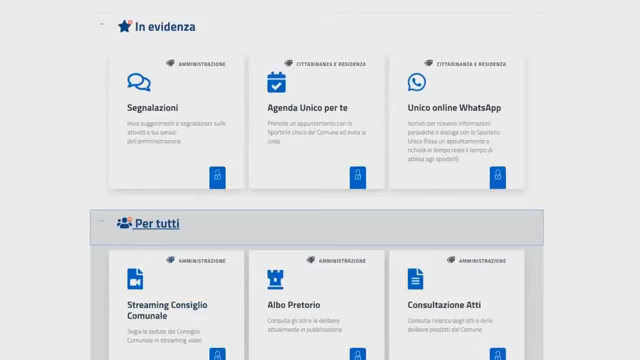 In evidenza
AMMINISTRAZIONE
CITTADINANZA E RESIDENZA
CITTADINANZA E RESIDENZA
Segnalazioni
Invia suggerimenti e segnalazioni sulle
attività e sui servizi
dell'amministrazione
Agenda Unico per te
Prenota un appuntamento con lo
Sportello Unico del Comune ed evita la
coda
Unico online WhatsApp
Iscriviti per ricevere informazioni
periodiche e dialoga con lo Sportello
Unico (fissa un appuntamento o
richiedi in tempo reale il tempo di
attesa agli sportelli).
Per tutti
AMMINISTRAZIONE
AMMINISTRAZIONE
AMMINISTRAZIONE
Streaming Consiglio
Comunale
Segui le sedute del Consiglio
Comunale in streaming video
Albo Pretorio
Consulta gli atti e le delibere
attualmente in pubblicazione
Consultazione Atti
Consulta l'elenco degli atti e delle
delibere prodotti dal Comune